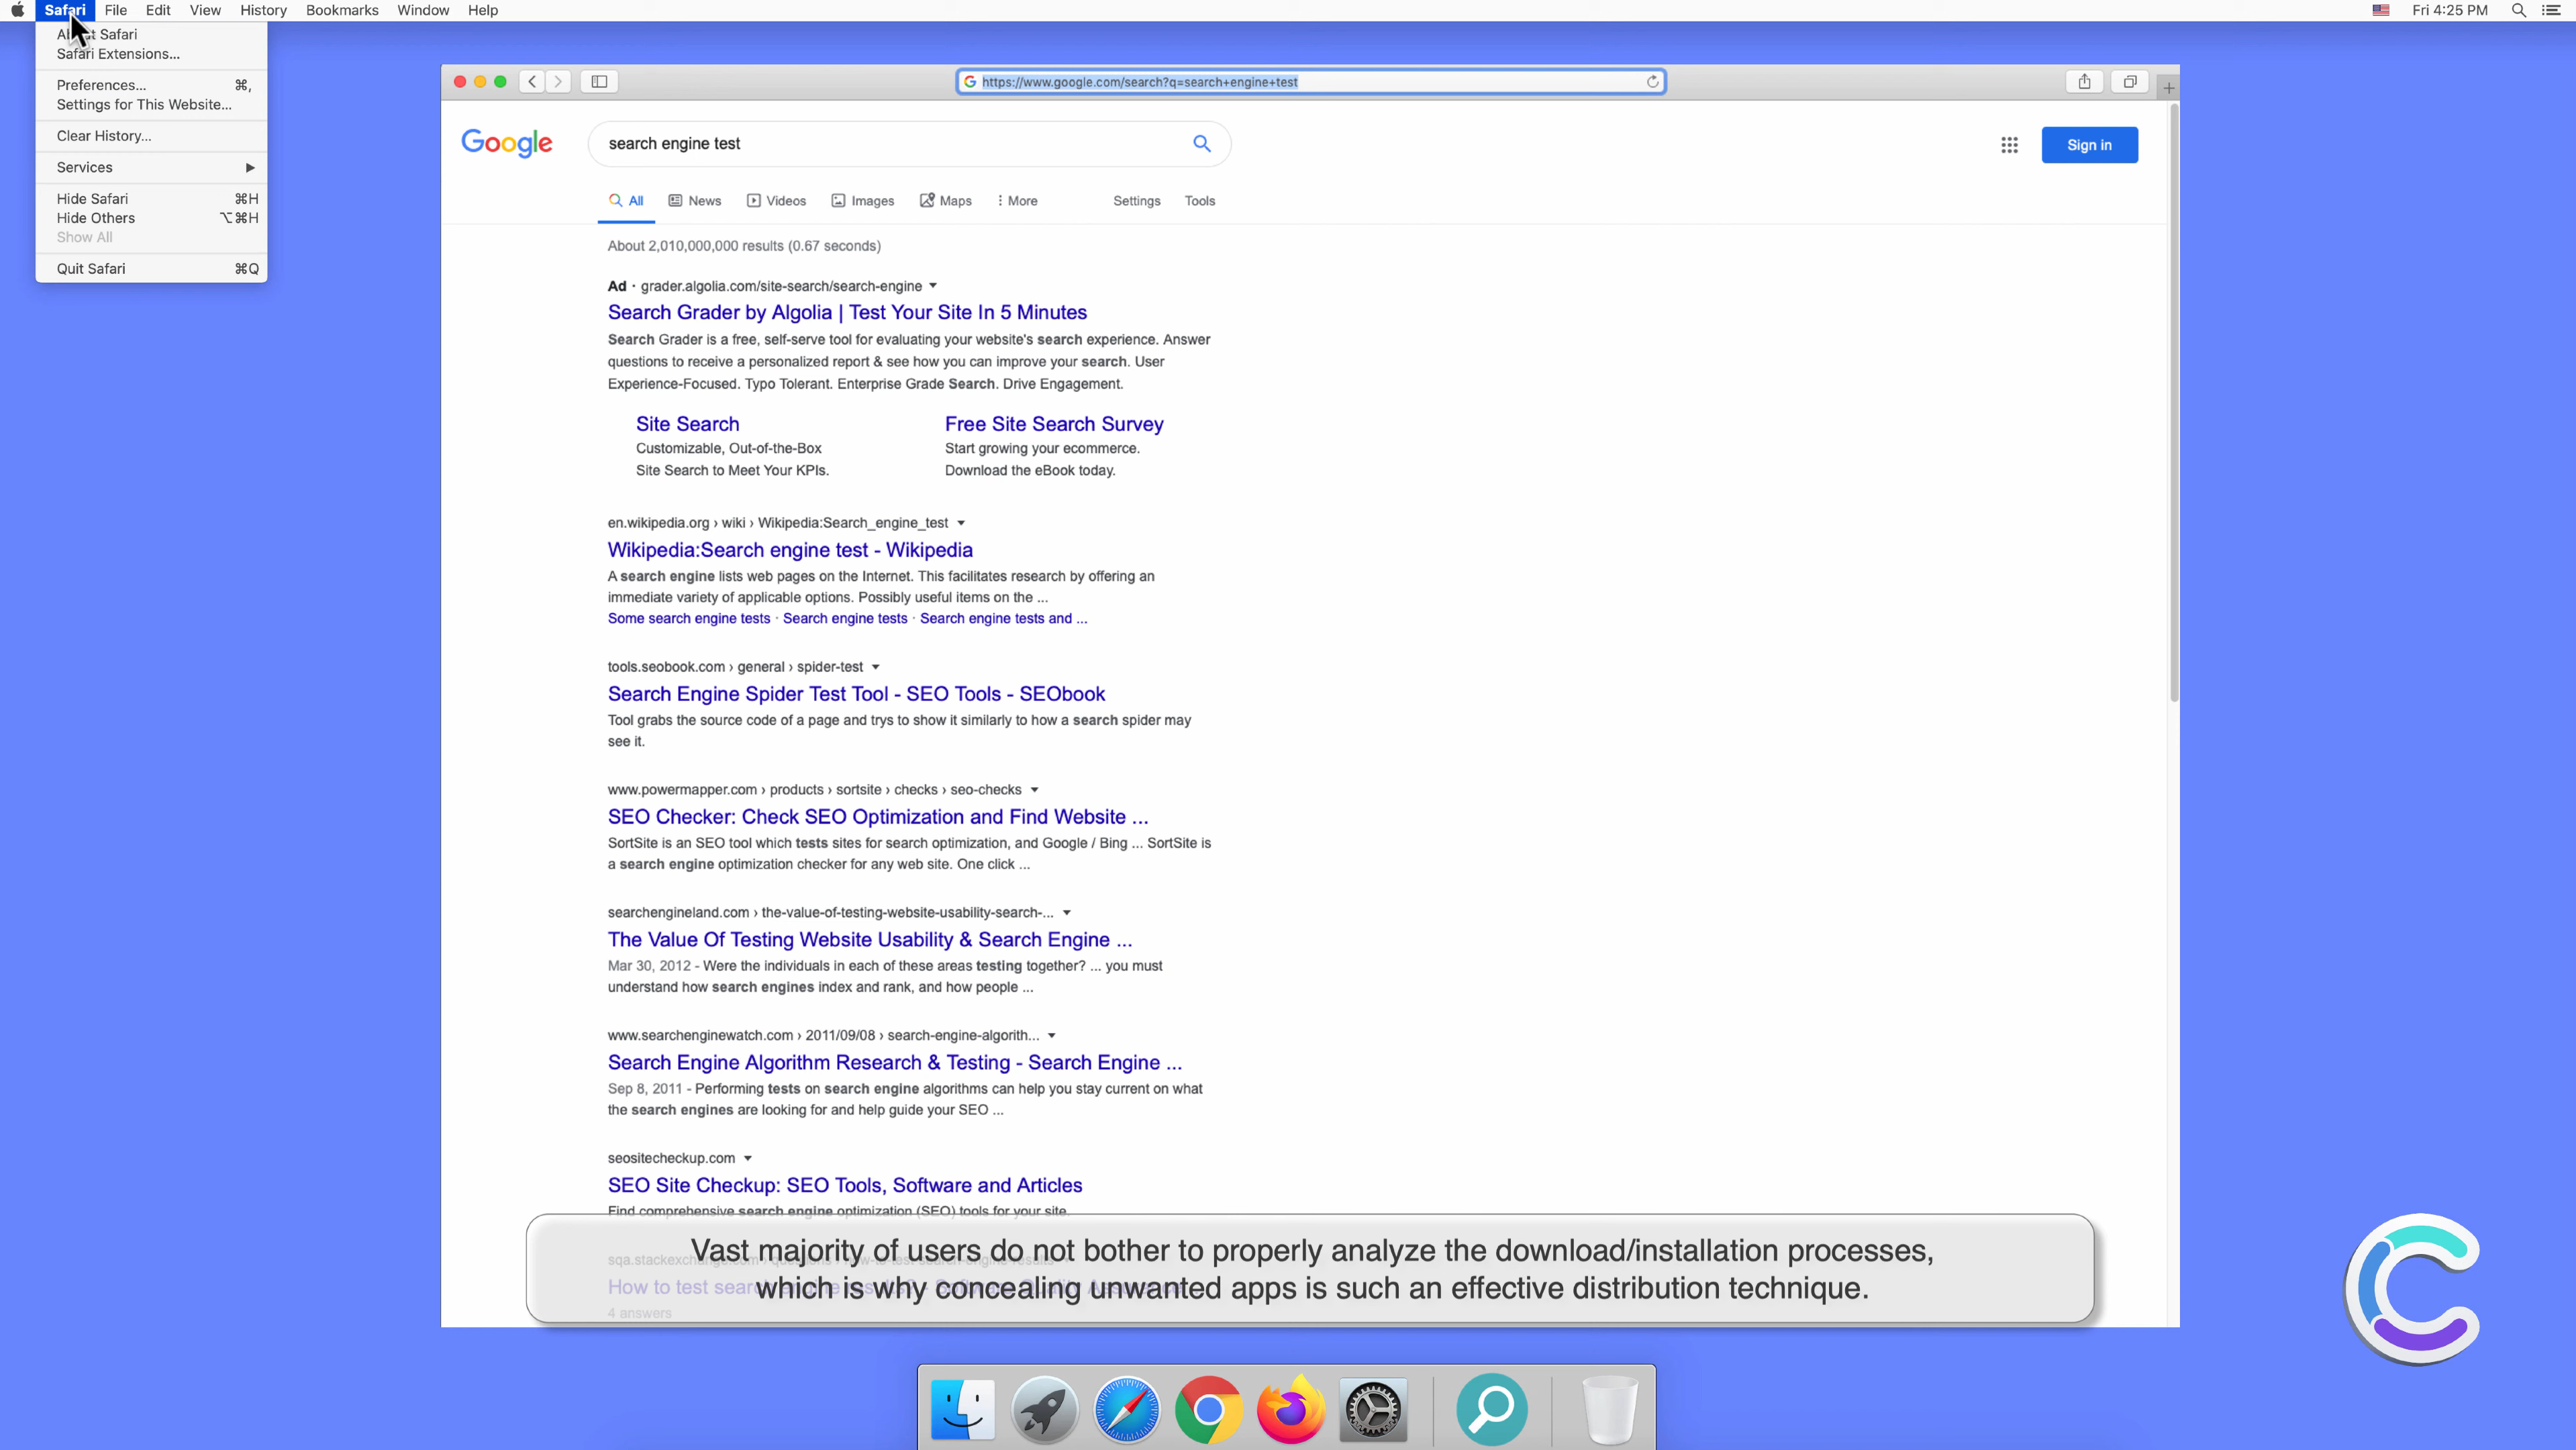 Safari File Edit View History Bookmarks Window Help
Fri 4:25 PM
Safari
Safari Extensions...
Preferences... ⌘,
Settings for This Website...
Clear History...
Services ▶
Hide Safari ⌘H
Hide Others ⌥⌘H
Show All
Quit Safari ⌘Q
https://www.google.com/search?q=search+engine+test
Google
search engine test
Sign in
All News Videos Images Maps More Settings Tools
About 2,010,000,000 results (0.67 seconds)
Ad · grader.algolia.com/site-search/search-engine
Search Grader by Algolia | Test Your Site In 5 Minutes
Search Grader is a free, self-serve tool for evaluating your website's search experience. Answer
questions to receive a personalized report & see how you can improve your search. User
Experience-Focused. Typo Tolerant. Enterprise Grade Search. Drive Engagement.
Site Search
Customizable, Out-of-the-Box
Site Search to Meet Your KPIs.
Free Site Search Survey
Start growing your ecommerce.
Download the eBook today.
en.wikipedia.org › wiki › Wikipedia:Search_engine_test
Wikipedia:Search engine test - Wikipedia
A search engine lists web pages on the Internet. This facilitates research by offering an
immediate variety of applicable options. Possibly useful items on the ...
Some search engine tests · Search engine tests · Search engine tests and ...
tools.seobook.com › general › spider-test
Search Engine Spider Test Tool - SEO Tools - SEObook
Tool grabs the source code of a page and trys to show it similarly to how a search spider may
see it.
www.powermapper.com › products › sortsite › checks › seo-checks
SEO Checker: Check SEO Optimization and Find Website ...
SortSite is an SEO tool which tests sites for search optimization, and Google / Bing ... SortSite is
a search engine optimization checker for any web site. One click ...
searchengineland.com › the-value-of-testing-website-usability-search-...
The Value Of Testing Website Usability & Search Engine ...
Mar 30, 2012 - Were the individuals in each of these areas testing together? ... you must
understand how search engines index and rank, and how people ...
www.searchenginewatch.com › 2011/09/08 › search-engine-algorith...
Search Engine Algorithm Research & Testing - Search Engine ...
Sep 8, 2011 - Performing tests on search engine algorithms can help you stay current on what
the search engines are looking for and help guide your SEO ...
seositecheckup.com
SEO Site Checkup: SEO Tools, Software and Articles
Find comprehensive search engine optimization (SEO) tools for your site.
Vast majority of users do not bother to properly analyze the download/installation processes,
which is why concealing unwanted apps is such an effective distribution technique.
How to test
4 answers